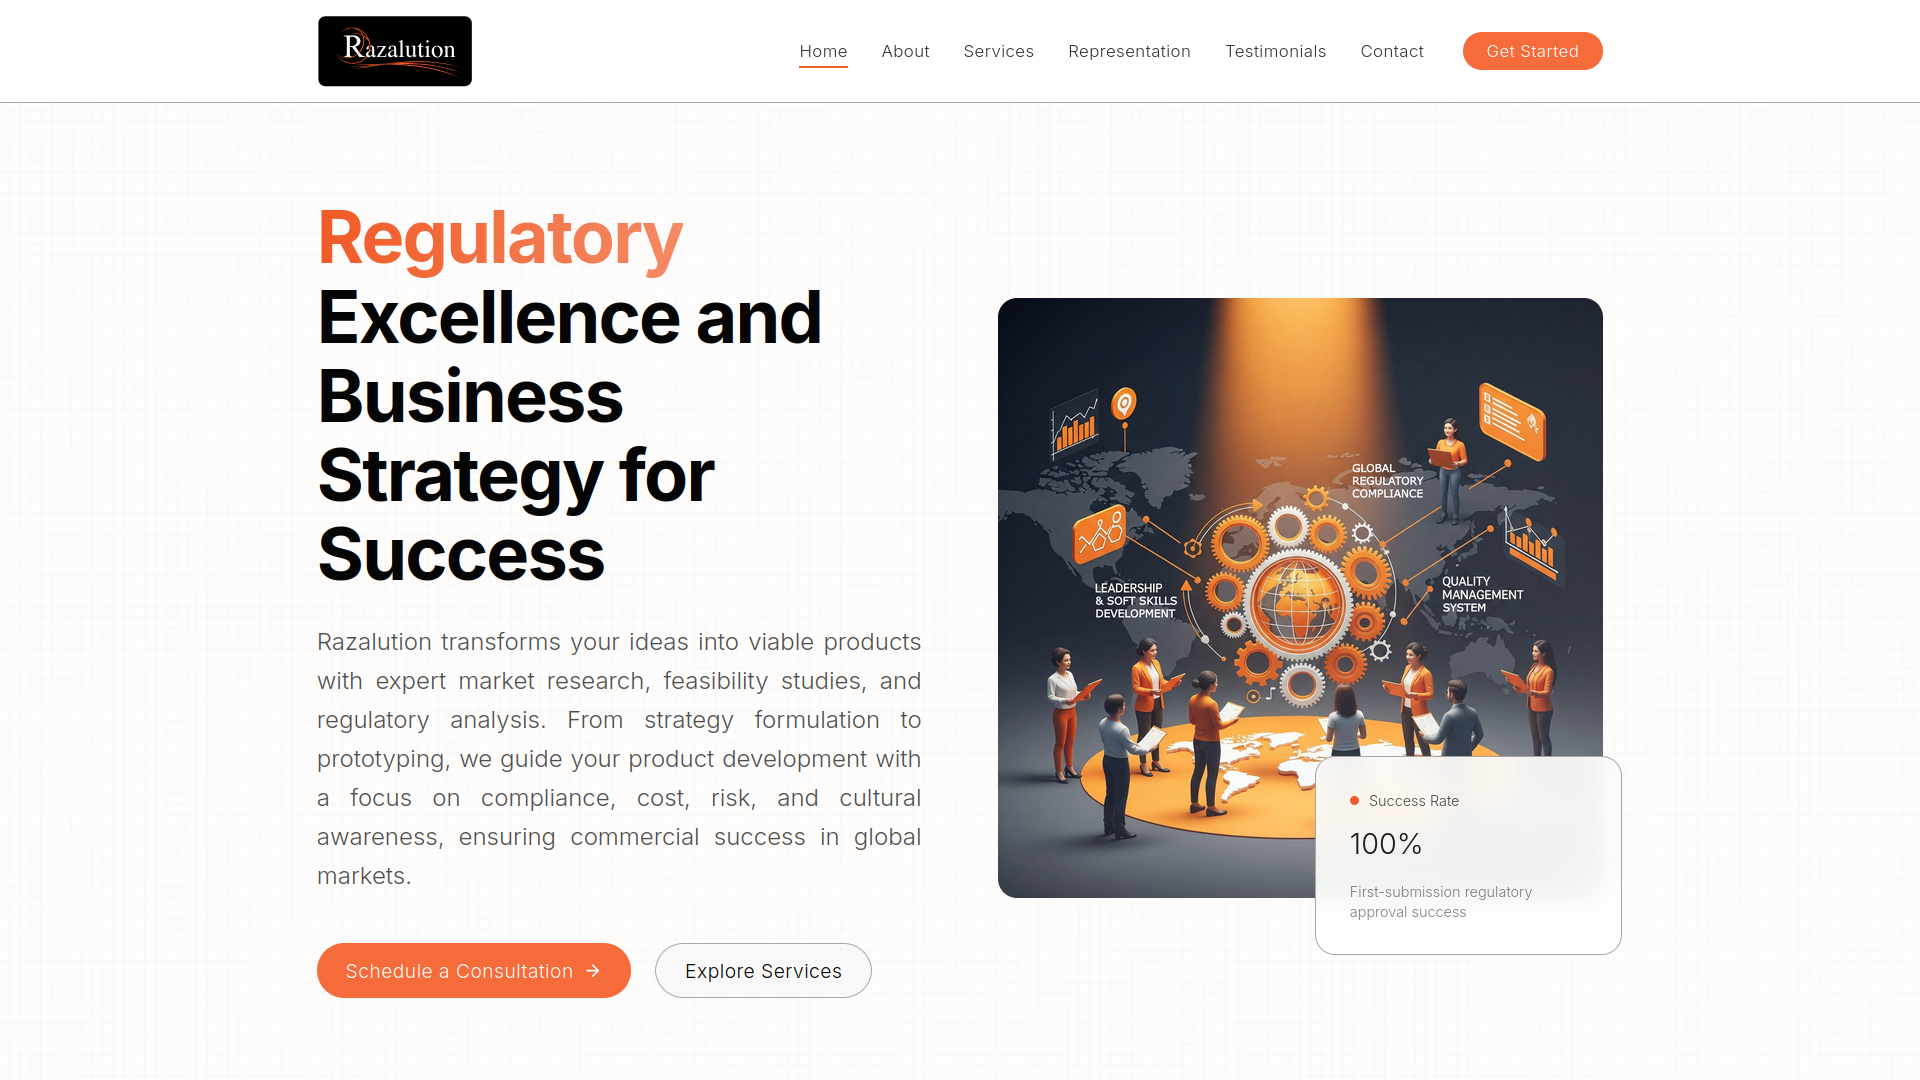 Razalution
Home About Services Representation Testimonials Contact Get Started
Regulatory
Excellence and
Business
Strategy for
Success
Razalution transforms your ideas into viable products
with expert market research, feasibility studies, and
regulatory analysis. From strategy formulation to
prototyping, we guide your product development with
a focus on compliance, cost, risk, and cultural
awareness, ensuring commercial success in global
markets.
Schedule a Consultation
Explore Services
GLOBAL
REGULATORY
COMPLIANCE
LEADERSHIP
& SOFT SKILLS
DEVELOPMENT
QUALITY
MANAGEMENT
SYSTEM
Success Rate
100%
First-submission regulatory
approval success